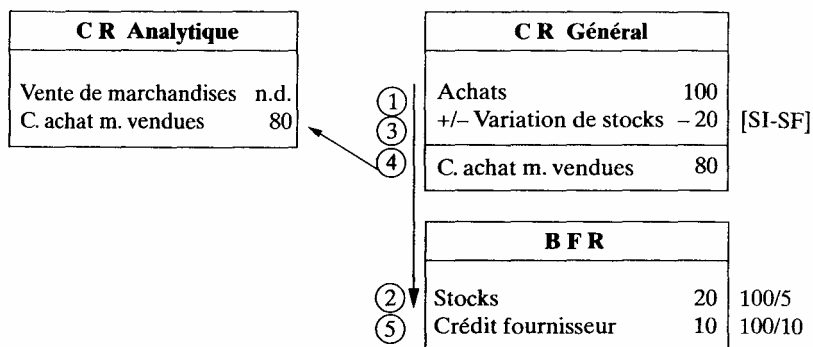 C R Analytique
Vente de marchandises n.d.
C. achat m. vendues 80
C R Général
① Achats 100
③ +/– Variation de stocks – 20 [SI-SF]
④ C. achat m. vendues 80
B F R
② Stocks 20 100/5
⑤ Crédit fournisseur 10 100/10